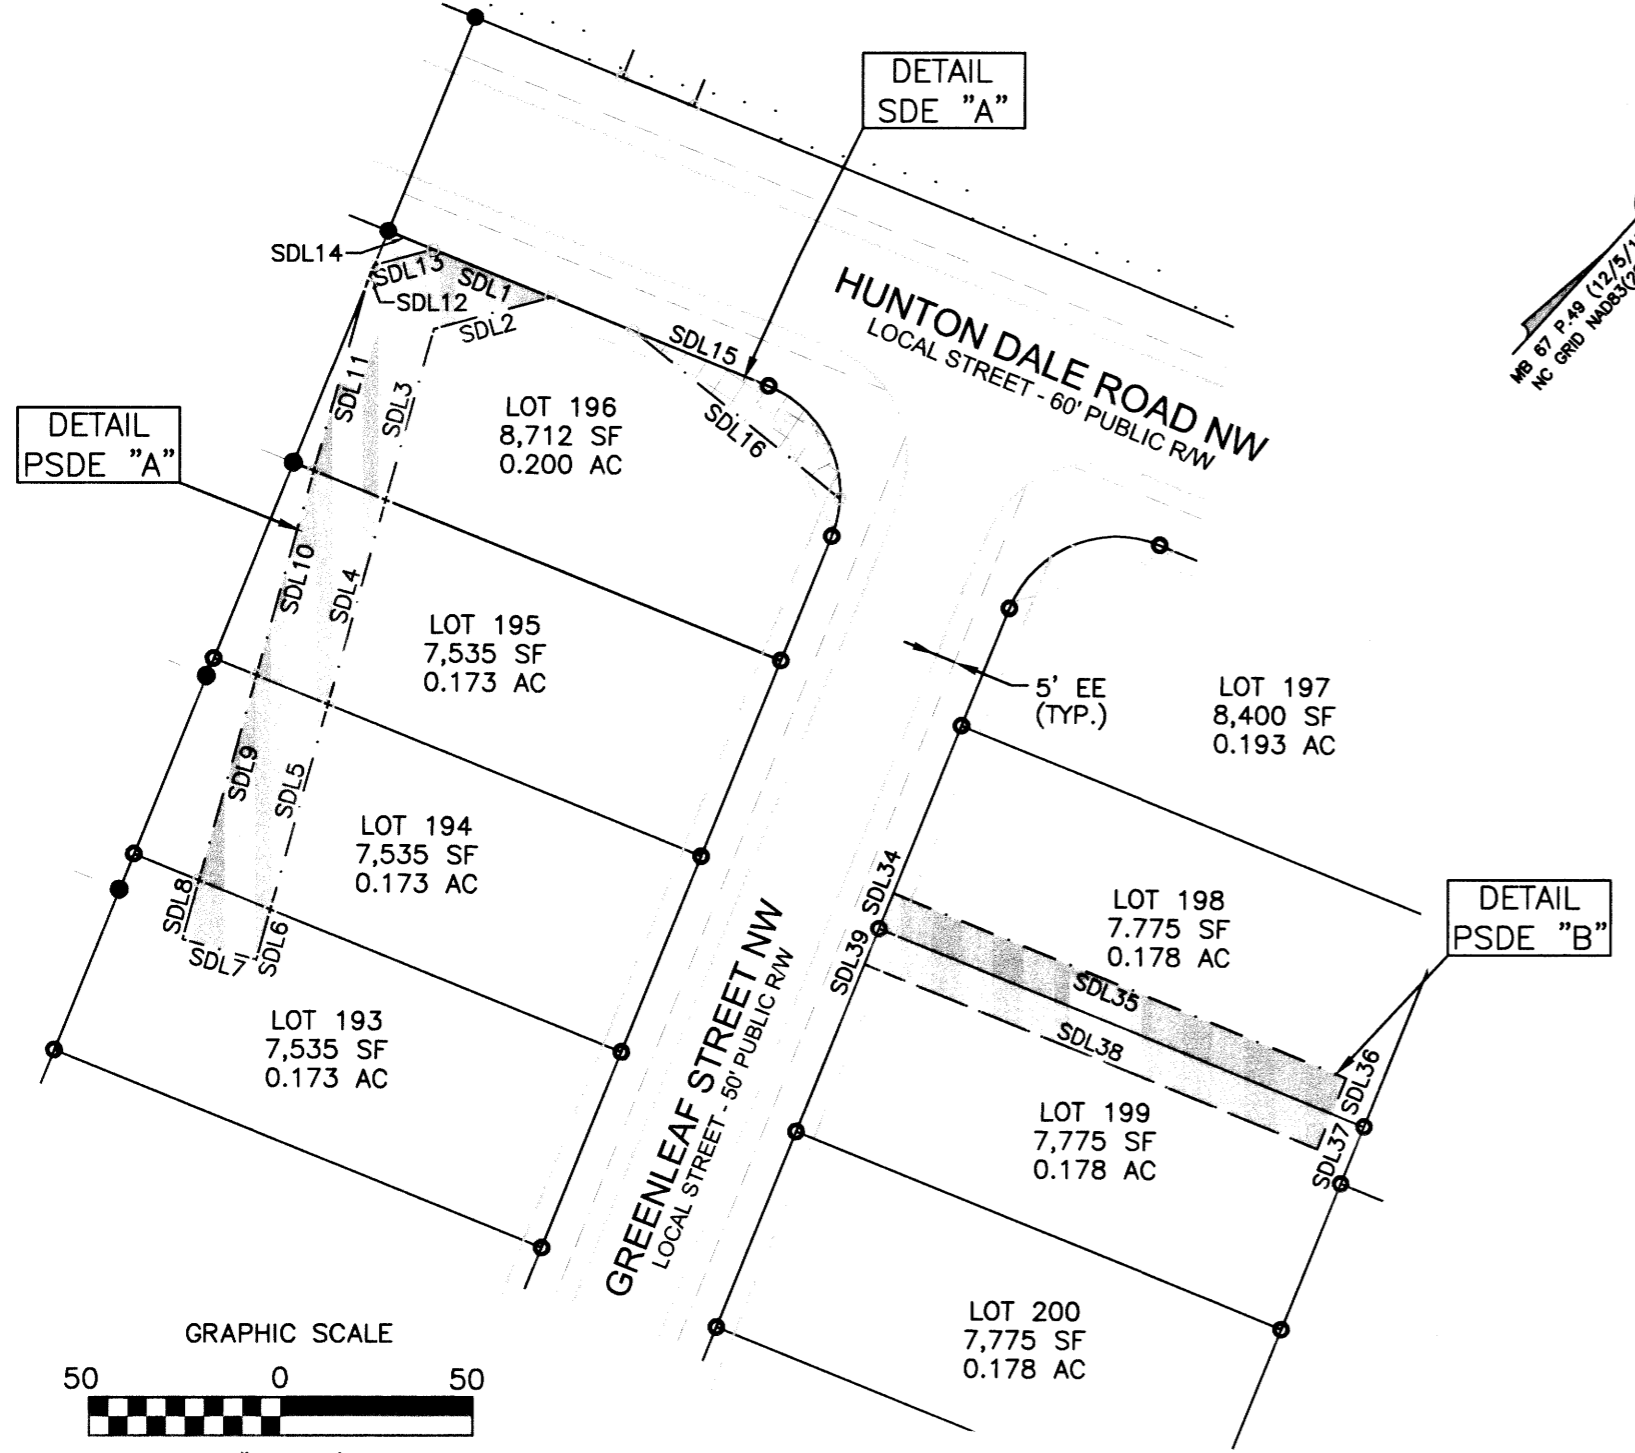 DETAIL
SDE "A"
SDL14
SDL13
SDL1
SDL12
SDL2
SDL15
SDL16
HUNTON DALE ROAD NW
LOCAL STREET - 60' PUBLIC R/W
MB 67 P.49
NC GRID
SDL11
SDL3
LOT 196
8,712 SF
0.200 AC
DETAIL
PSDE "A"
SDL10
SDL4
LOT 195
7,535 SF
0.173 AC
5' EE
(TYP.)
LOT 197
8,400 SF
0.193 AC
SDL9
SDL5
LOT 194
7,535 SF
0.173 AC
SDL8
SDL6
SDL7
SDL34
SDL39
LOT 198
7.775 SF
0.178 AC
DETAIL
PSDE "B"
SDL35
SDL38
SDL36
SDL37
LOT 193
7,535 SF
0.173 AC
GREENLEAF STREET NW
LOCAL STREET - 50' PUBLIC R/W
LOT 199
7,775 SF
0.178 AC
LOT 200
7,775 SF
0.178 AC
GRAPHIC SCALE
50 0 50